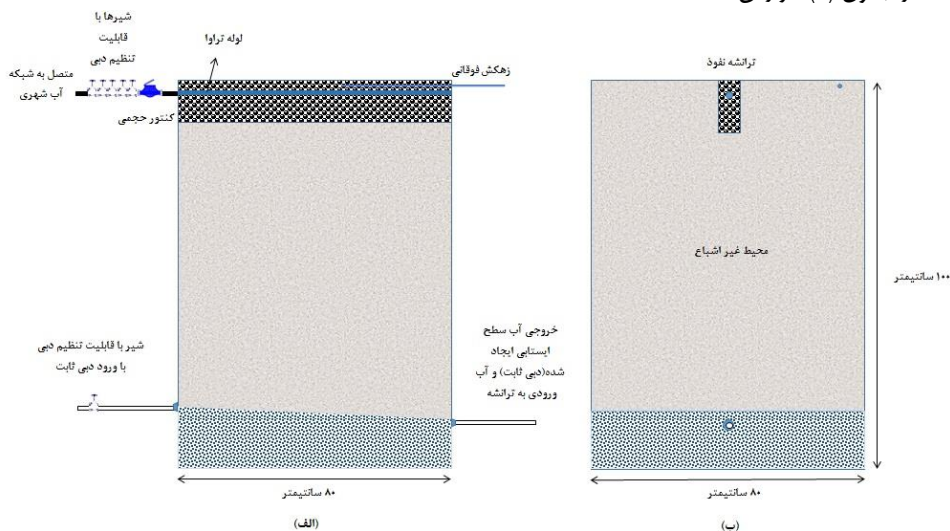 شیرها با
قابلیت
تنظیم دبی
متصل به شبکه
آب شهری
لوله تراوا
زهکش فوقانی
کنتور حجمی
ترانشه نفوذ
محیط غیر اشباع
۱۰۰ سانتیمتر
شیر با قابلیت تنظیم دبی
با ورود دبی ثابت
خروجی آب سطح
ایستابی ایجاد
شده(دبی ثابت) و آب
ورودی به ترانشه
۸۰ سانتیمتر
(الف)
۸۰ سانتیمتر
(ب)